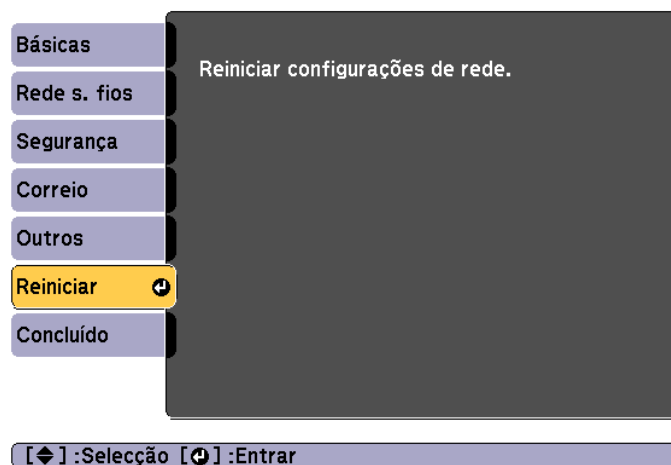 Básicas
Reiniciar configurações de rede.
Rede s. fios
Segurança
Correio
Outros
Reiniciar
Concluído
[◆] :Selecção [⏎] :Entrar